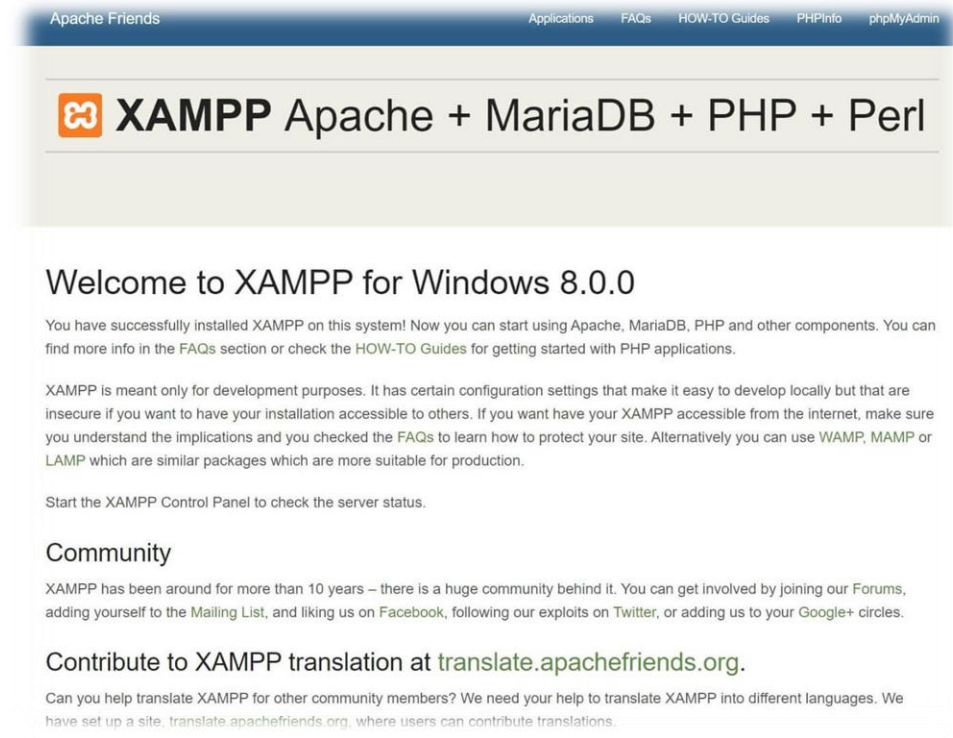 Apache Friends Applications FAQs HOW-TO Guides PHPInfo phpMyAdmin
XAMPP Apache + MariaDB + PHP + Perl
Welcome to XAMPP for Windows 8.0.0
You have successfully installed XAMPP on this system! Now you can start using Apache, MariaDB, PHP and other components. You can
find more info in the FAQs section or check the HOW-TO Guides for getting started with PHP applications.
XAMPP is meant only for development purposes. It has certain configuration settings that make it easy to develop locally but that are
insecure if you want to have your installation accessible to others. If you want have your XAMPP accessible from the internet, make sure
you understand the implications and you checked the FAQs to learn how to protect your site. Alternatively you can use WAMP, MAMP or
LAMP which are similar packages which are more suitable for production.
Start the XAMPP Control Panel to check the server status.
Community
XAMPP has been around for more than 10 years – there is a huge community behind it. You can get involved by joining our Forums,
adding yourself to the Mailing List, and liking us on Facebook, following our exploits on Twitter, or adding us to your Google+ circles.
Contribute to XAMPP translation at translate.apachefriends.org.
Can you help translate XAMPP for other community members? We need your help to translate XAMPP into different languages. We
have set up a site, translate.apachefriends.org, where users can contribute translations.